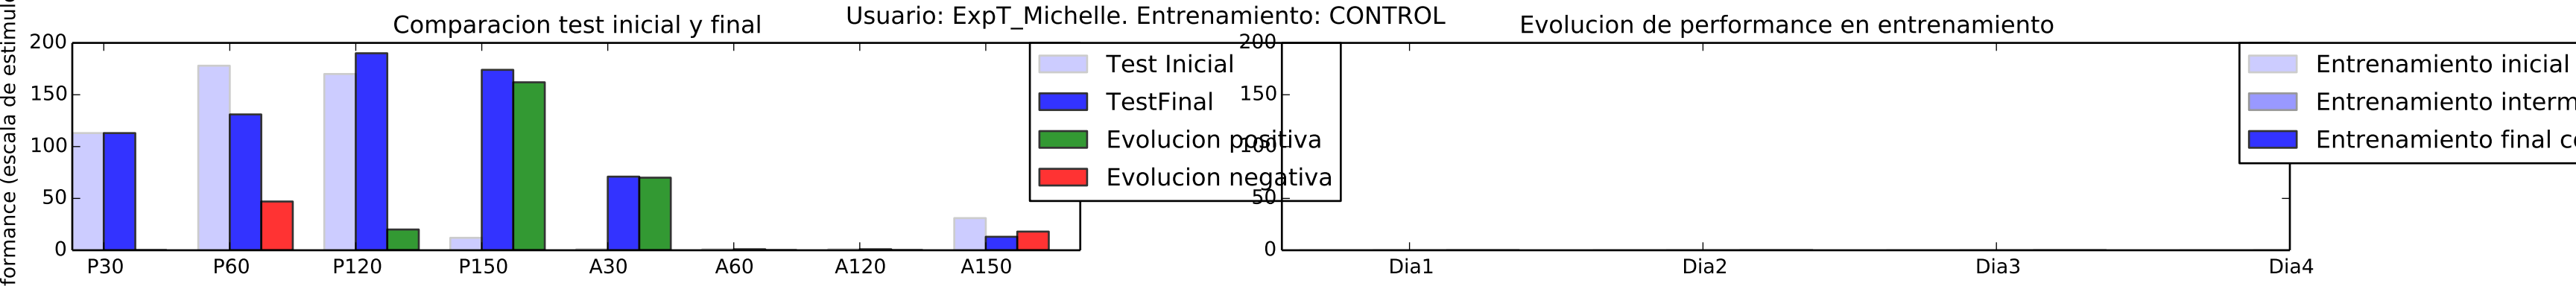 Usuario: ExpT_Michelle. Entrenamiento: CONTROL
Comparacion test inicial y final
formance (escala de estimulo
200
150
100
50
0
P30 P60 P120 P150 A30 A60 A120 A150
Test Inicial
TestFinal
Evolucion positiva
Evolucion negativa
Evolucion de performance en entrenamiento
200
150
100
50
0
Dia1 Dia2 Dia3 Dia4
Entrenamiento inicial
Entrenamiento interm
Entrenamiento final co